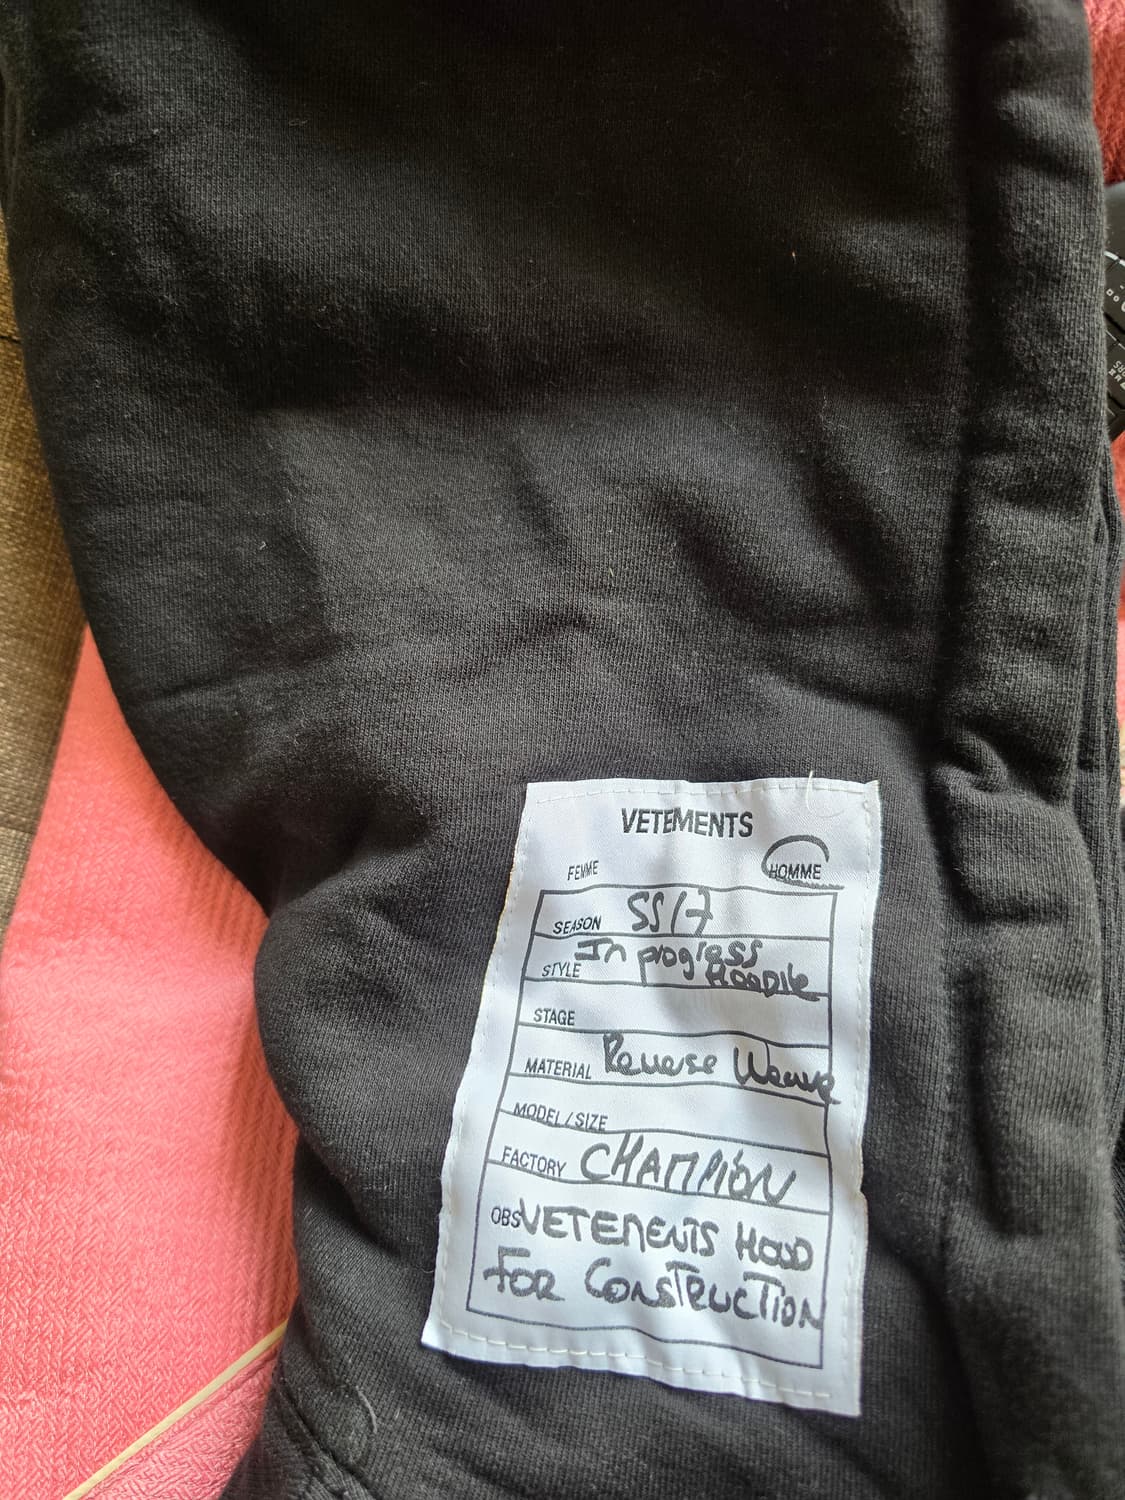 VETEMENTS
FEMME HOMME
SEASON SS17
STYLE In progress
HOODIE
STAGE
MATERIAL Reverse Weave
MODEL / SIZE
FACTORY CHAMPION
OBS VETEMENTS HOOD
FOR CONSTRUCTION